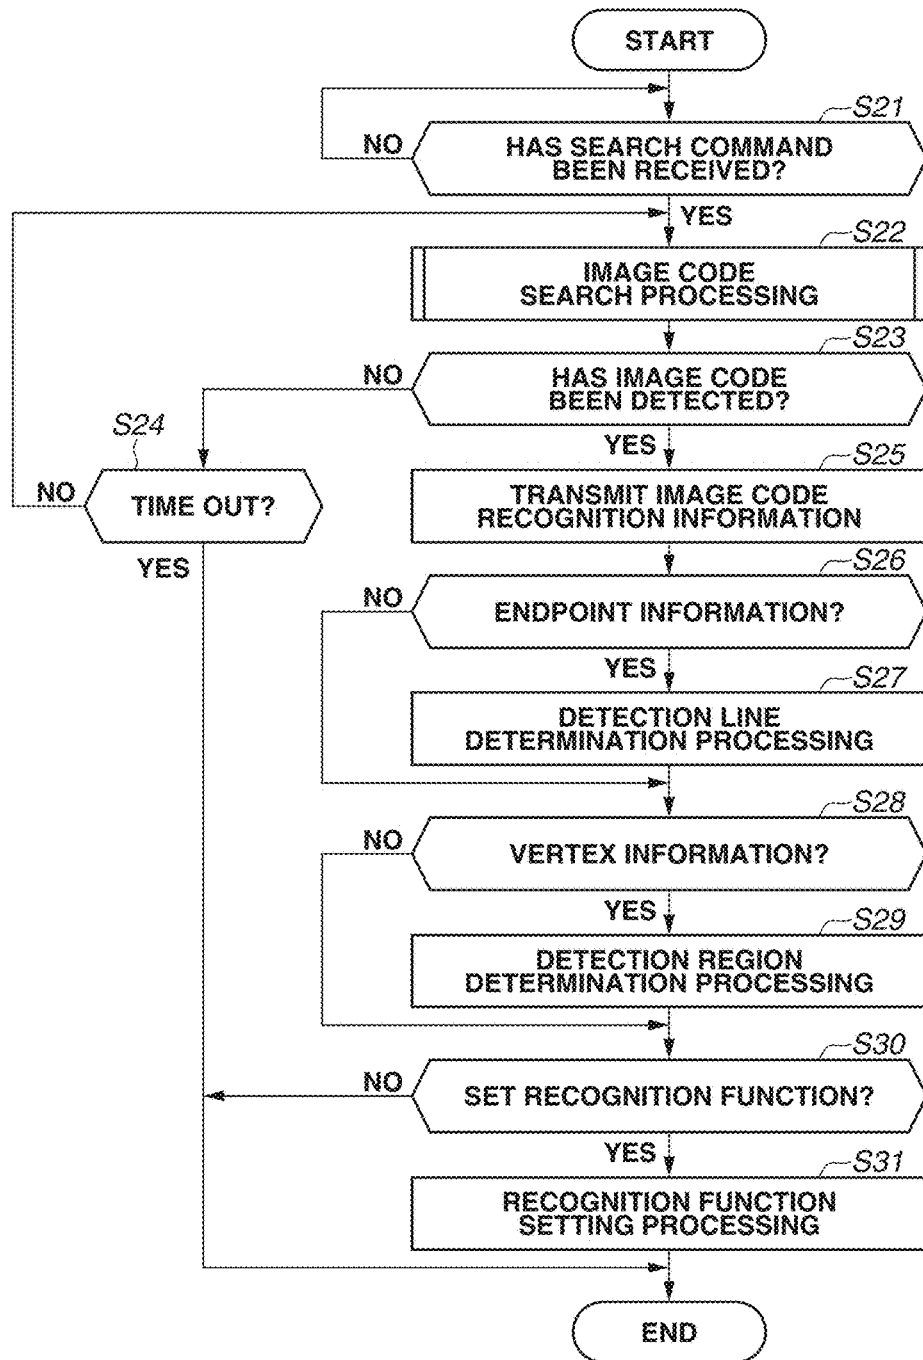 START
S21
NO
HAS SEARCH COMMAND
BEEN RECEIVED?
YES
S22
IMAGE CODE
SEARCH PROCESSING
S23
NO
HAS IMAGE CODE
BEEN DETECTED?
S24
YES
S25
NO
TIME OUT?
TRANSMIT IMAGE CODE
RECOGNITION INFORMATION
YES
S26
NO
ENDPOINT INFORMATION?
YES
S27
DETECTION LINE
DETERMINATION PROCESSING
S28
NO
VERTEX INFORMATION?
YES
S29
DETECTION REGION
DETERMINATION PROCESSING
S30
NO
SET RECOGNITION FUNCTION?
YES
S31
RECOGNITION FUNCTION
SETTING PROCESSING
END